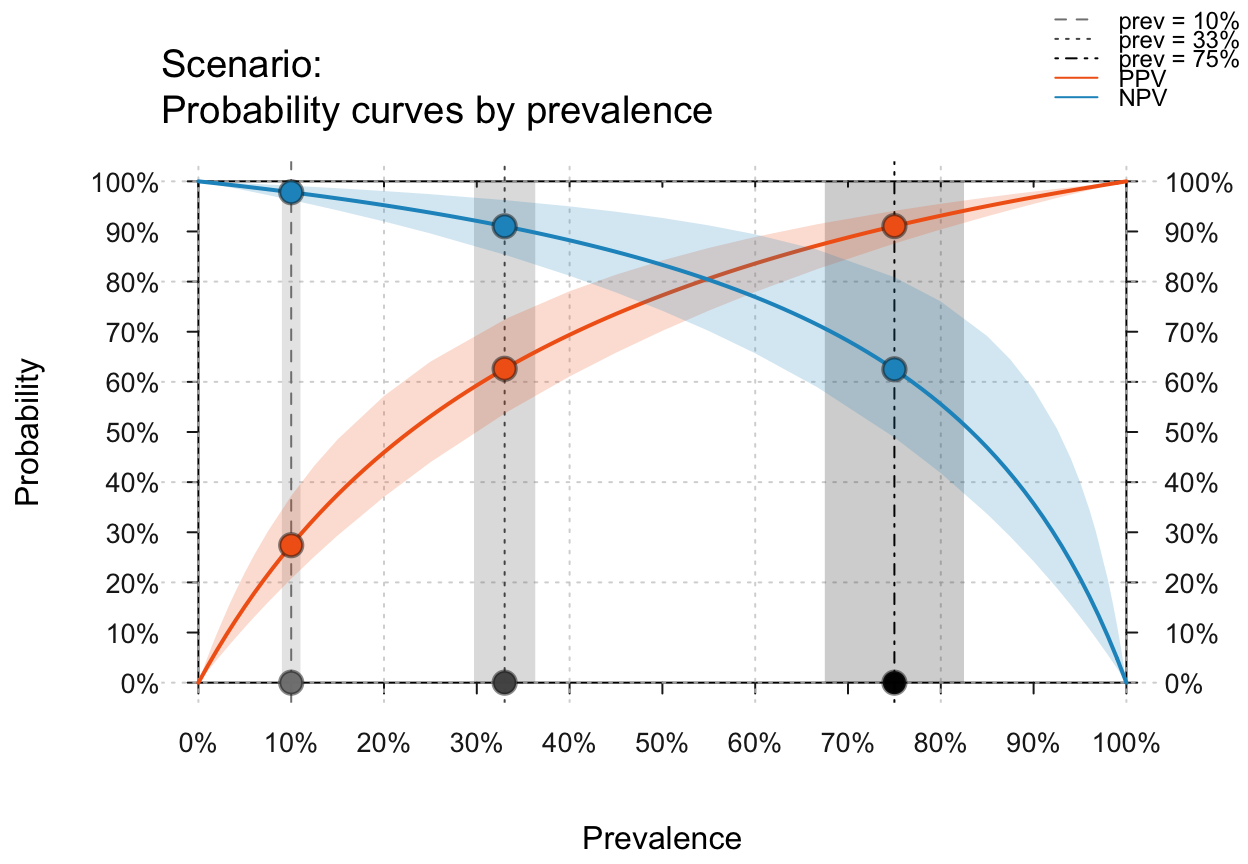 prev = 10%
prev = 33%
prev = 75%
PPV
NPV
Scenario:
Probability curves by prevalence
100%
90%
80%
70%
60%
50%
40%
30%
20%
10%
0%
Probability
100%
90%
80%
70%
60%
50%
40%
30%
20%
10%
0%
0% 10% 20% 30% 40% 50% 60% 70% 80% 90% 100%
Prevalence